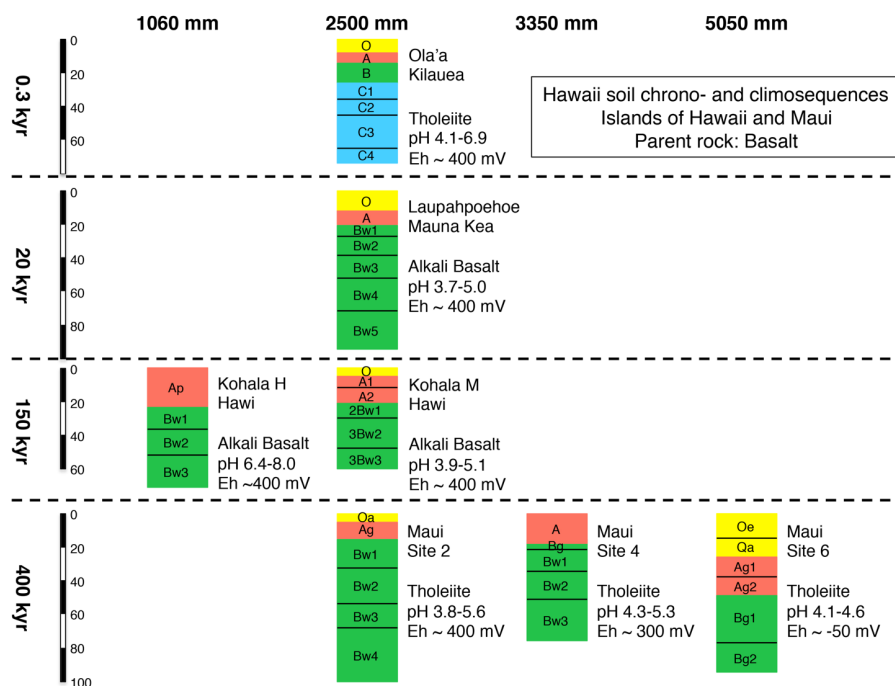 1060 mm 2500 mm 3350 mm 5050 mm
Hawaii soil chrono- and climosequences
Islands of Hawaii and Maui
Parent rock: Basalt
0.3 kyr
0
20
40
60
O
A
B
C1
C2
C3
C4
Ola'a
Kilauea
Tholeiite
pH 4.1-6.9
Eh ~ 400 mV
20 kyr
0
20
40
60
80
O
A
Bw1
Bw2
Bw3
Bw4
Bw5
Laupahpoehoe
Mauna Kea
Alkali Basalt
pH 3.7-5.0
Eh ~ 400 mV
150 kyr
0
20
40
60
Ap
Bw1
Bw2
Bw3
Kohala H
Hawi
Alkali Basalt
pH 6.4-8.0
Eh ~400 mV
O
A1
A2
2Bw1
3Bw2
3Bw3
Kohala M
Hawi
Alkali Basalt
pH 3.9-5.1
Eh ~ 400 mV
400 kyr
0
20
40
60
80
100
Oa
Ag
Bw1
Bw2
Bw3
Bw4
Maui
Site 2
Tholeiite
pH 3.8-5.6
Eh ~ 400 mV
A
Bg
Bw1
Bw2
Bw3
Maui
Site 4
Tholeiite
pH 4.3-5.3
Eh ~ 300 mV
Oe
Qa
Ag1
Ag2
Bg1
Bg2
Maui
Site 6
Tholeiite
pH 4.1-4.6
Eh ~ -50 mV